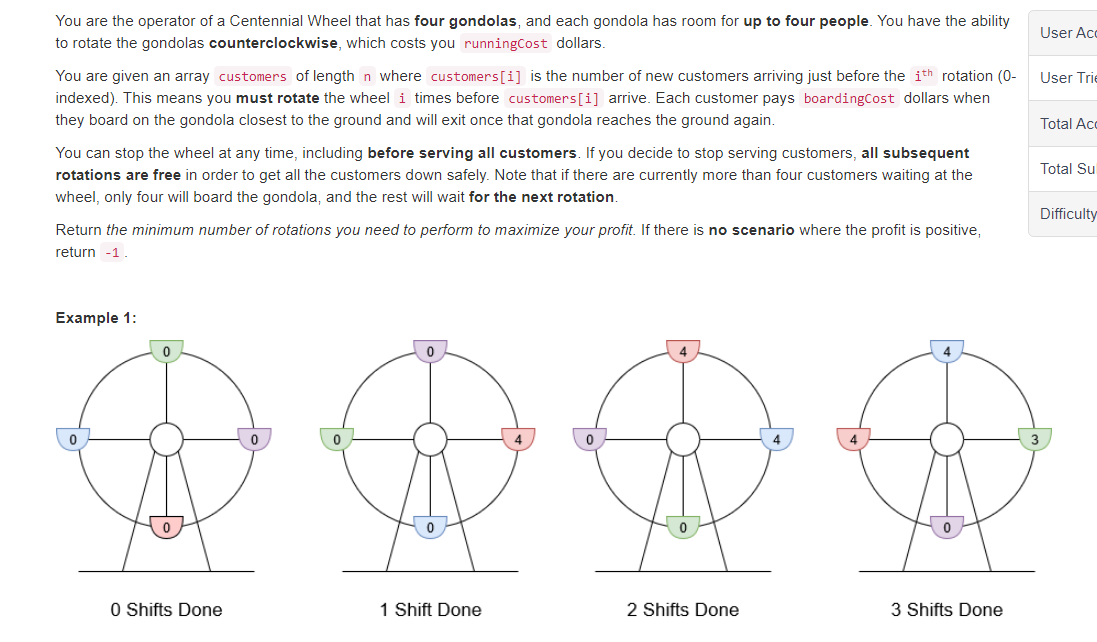 You are the operator of a Centennial Wheel that has four gondolas, and each gondola has room for up to four people. You have the ability
to rotate the gondolas counterclockwise, which costs you runningCost dollars.
You are given an array customers of length n where customers[i] is the number of new customers arriving just before the ith rotation (0-
indexed). This means you must rotate the wheel i times before customers[i] arrive. Each customer pays boardingCost dollars when
they board on the gondola closest to the ground and will exit once that gondola reaches the ground again.
You can stop the wheel at any time, including before serving all customers. If you decide to stop serving customers, all subsequent
rotations are free in order to get all the customers down safely. Note that if there are currently more than four customers waiting at the
wheel, only four will board the gondola, and the rest will wait for the next rotation.
Return the minimum number of rotations you need to perform to maximize your profit. If there is no scenario where the profit is positive,
return -1.
User
User
Total
Total
Difficulty
Example 1:
0 0 4 4
0 0 0 4 0 4 4 3
0 0 0 0
0 Shifts Done 1 Shift Done 2 Shifts Done 3 Shifts Done